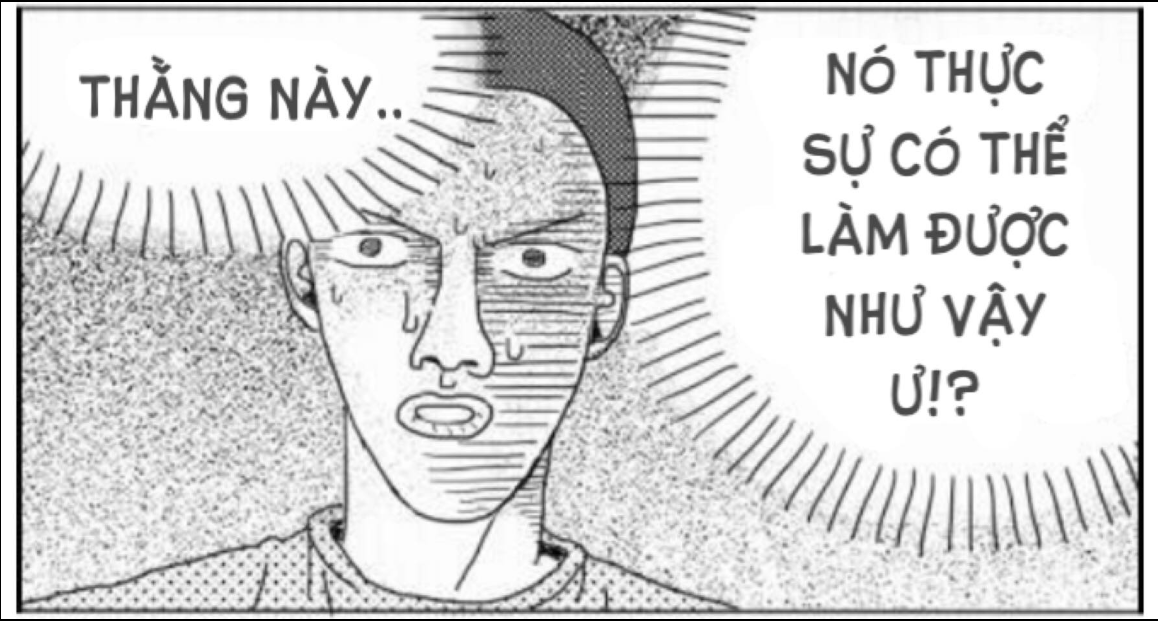 THẰNG NÀY..
NÓ THỰC
SỰ CÓ THỂ
LÀM ĐƯỢC
NHƯ VẬY
Ư!?